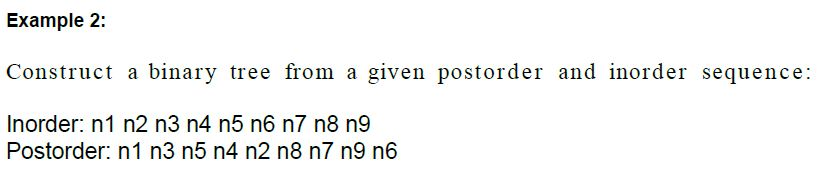 Example 2:
Construct a binary tree from a given postorder and inorder sequence:
Inorder: n1 n2 n3 n4 n5 n6 n7 n8 n9
Postorder: n1 n3 n5 n4 n2 n8 n7 n9 n6